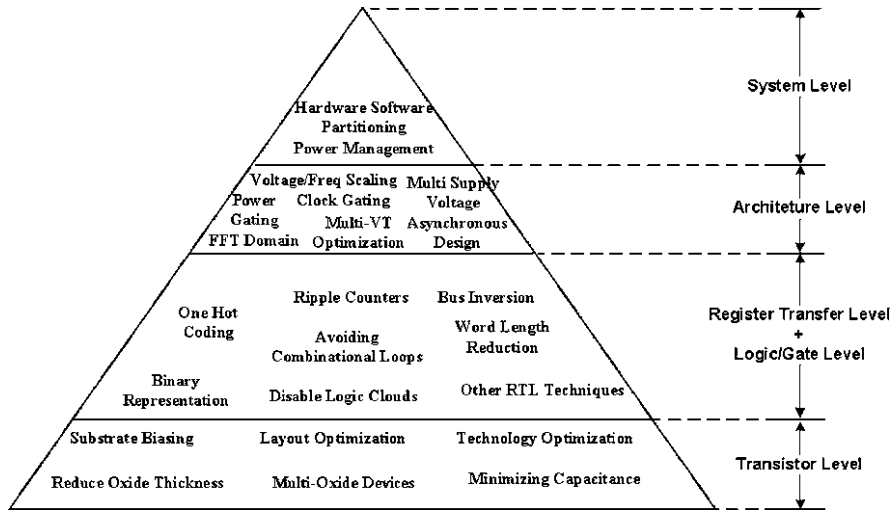 Hardware Software
Partitioning
Power Management
System Level
Voltage/Freq Scaling
Multi Supply
Voltage
Power
Gating
Clock Gating
Multi-VT
Optimization
Asynchronous
Design
FFT Domain
Architeture Level
One Hot
Coding
Ripple Counters
Bus Inversion
Avoiding
Combinational Loops
Word Length
Reduction
Binary
Representation
Disable Logic Clouds
Other RTL Techniques
Register Transfer Level
+
Logic/Gate Level
Substrate Biasing
Layout Optimization
Technology Optimization
Reduce Oxide Thickness
Multi-Oxide Devices
Minimizing Capacitance
Transistor Level